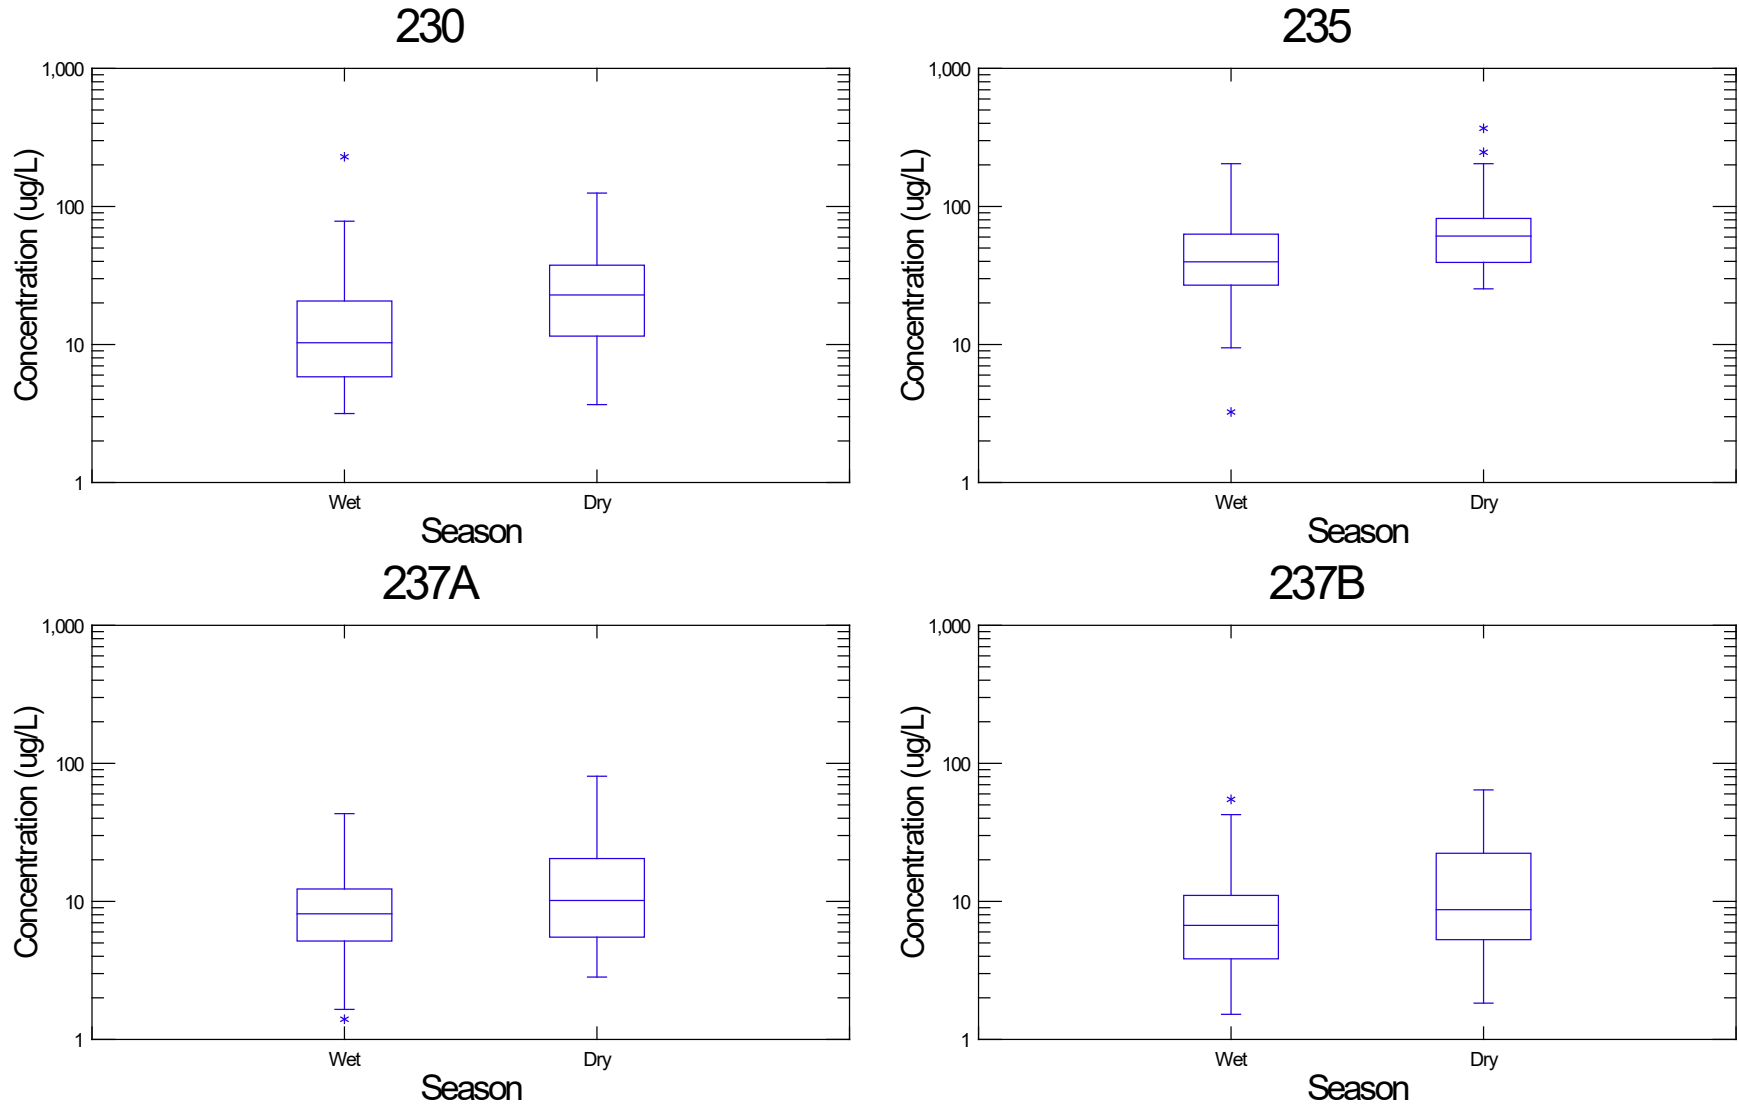 230
1,000
100
10
1
Concentration (ug/L)
Wet
Dry
Season
235
1,000
100
10
1
Concentration (ug/L)
Wet
Dry
Season
237A
1,000
100
10
1
Concentration (ug/L)
Wet
Dry
Season
237B
1,000
100
10
1
Concentration (ug/L)
Wet
Dry
Season